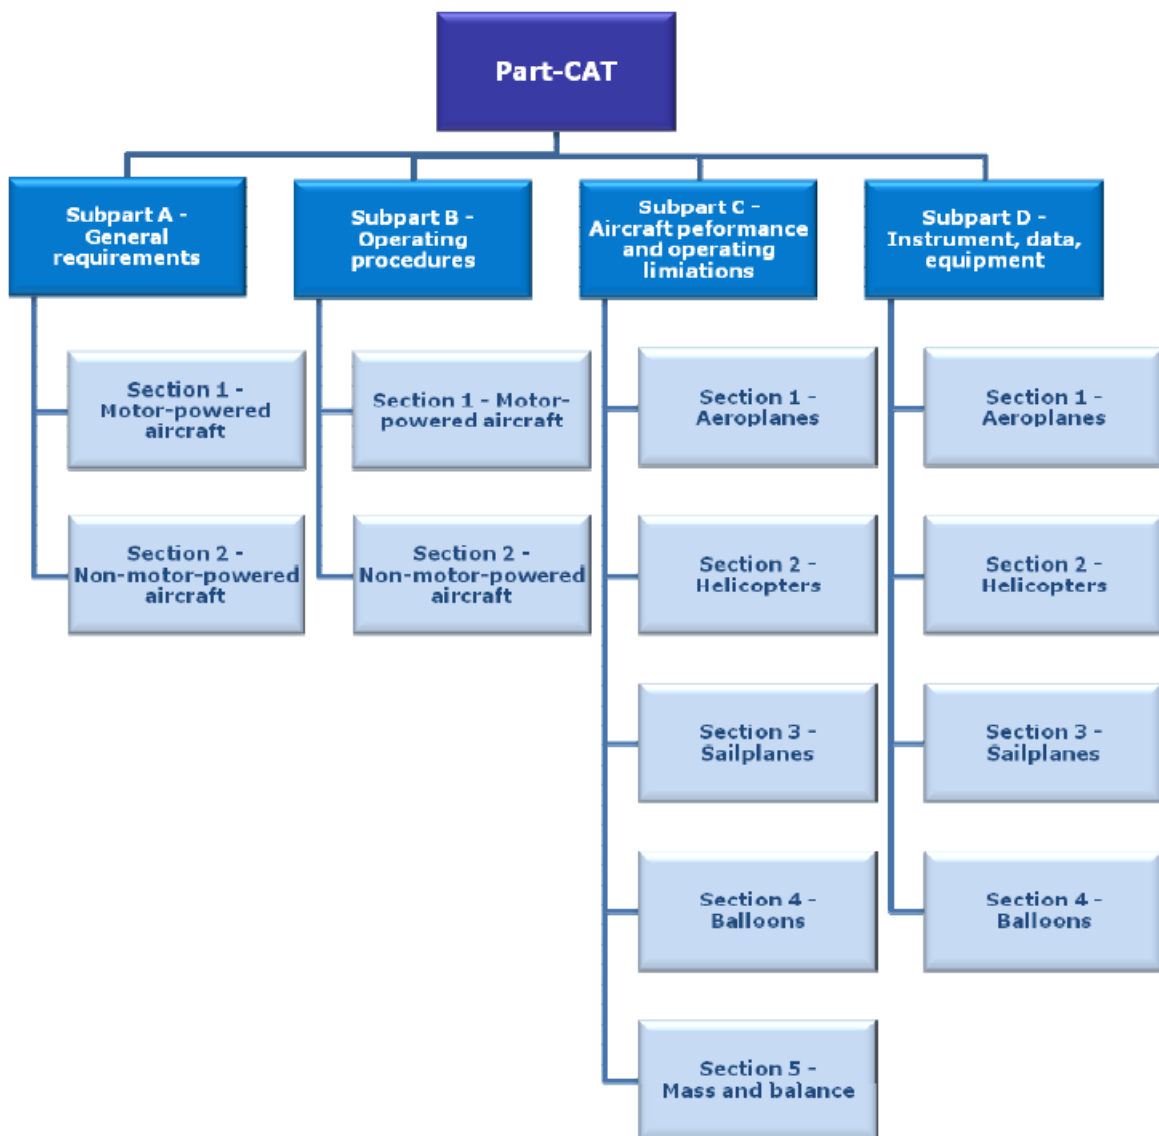 Part-CAT
Subpart A -
General
requirements
Section 1 -
Motor-powered
aircraft
Section 2 -
Non-motor-powered
aircraft
Subpart B -
Operating
procedures
Section 1 - Motor-
powered aircraft
Section 2 -
Non-motor-powered
aircraft
Subpart C -
Aircraft peformance
and operating
limiations
Section 1 -
Aeroplanes
Section 2 -
Helicopters
Section 3 -
Sailplanes
Section 4 -
Balloons
Section 5 -
Mass and balance
Subpart D -
Instrument, data,
equipment
Section 1 -
Aeroplanes
Section 2 -
Helicopters
Section 3 -
Sailplanes
Section 4 -
Balloons